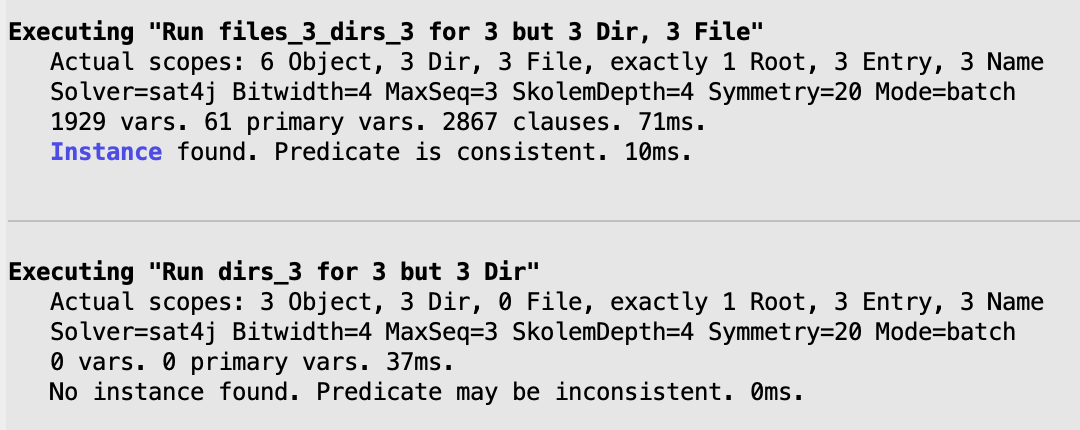 Executing "Run files_3_dirs_3 for 3 but 3 Dir, 3 File"
Actual scopes: 6 Object, 3 Dir, 3 File, exactly 1 Root, 3 Entry, 3 Name
Solver=sat4j Bitwidth=4 MaxSeq=3 SkolemDepth=4 Symmetry=20 Mode=batch
1929 vars. 61 primary vars. 2867 clauses. 71ms.
Instance found. Predicate is consistent. 10ms.
Executing "Run dirs_3 for 3 but 3 Dir"
Actual scopes: 3 Object, 3 Dir, 0 File, exactly 1 Root, 3 Entry, 3 Name
Solver=sat4j Bitwidth=4 MaxSeq=3 SkolemDepth=4 Symmetry=20 Mode=batch
0 vars. 0 primary vars. 37ms.
No instance found. Predicate may be inconsistent. 0ms.